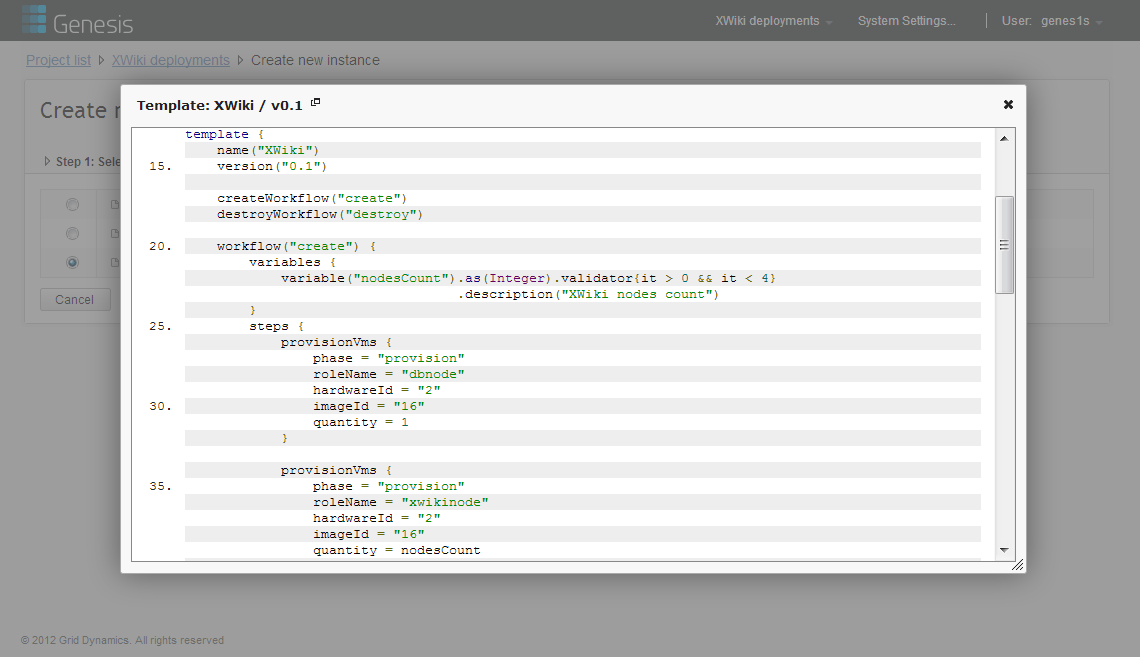 Genesis
XWiki deployments
System Settings...
User: genes1s
Project list
XWiki deployments
Create new instance
Create
Step 1: Sele
Cancel
Template: XWiki / v0.1
template {
    name("XWiki")
15.     version("0.1")
    createWorkflow("create")
    destroyWorkflow("destroy")
20.     workflow("create") {
        variables {
            variable("nodesCount").as(Integer).validator{it > 0 && it < 4}
                                  .description("XWiki nodes count")
        }
25.         steps {
            provisionVms {
                phase = "provision"
                roleName = "dbnode"
                hardwareId = "2"
30.                 imageId = "16"
                quantity = 1
            }
            provisionVms {
35.                 phase = "provision"
                roleName = "xwikinode"
                hardwareId = "2"
                imageId = "16"
                quantity = nodesCount
© 2012 Grid Dynamics. All rights reserved